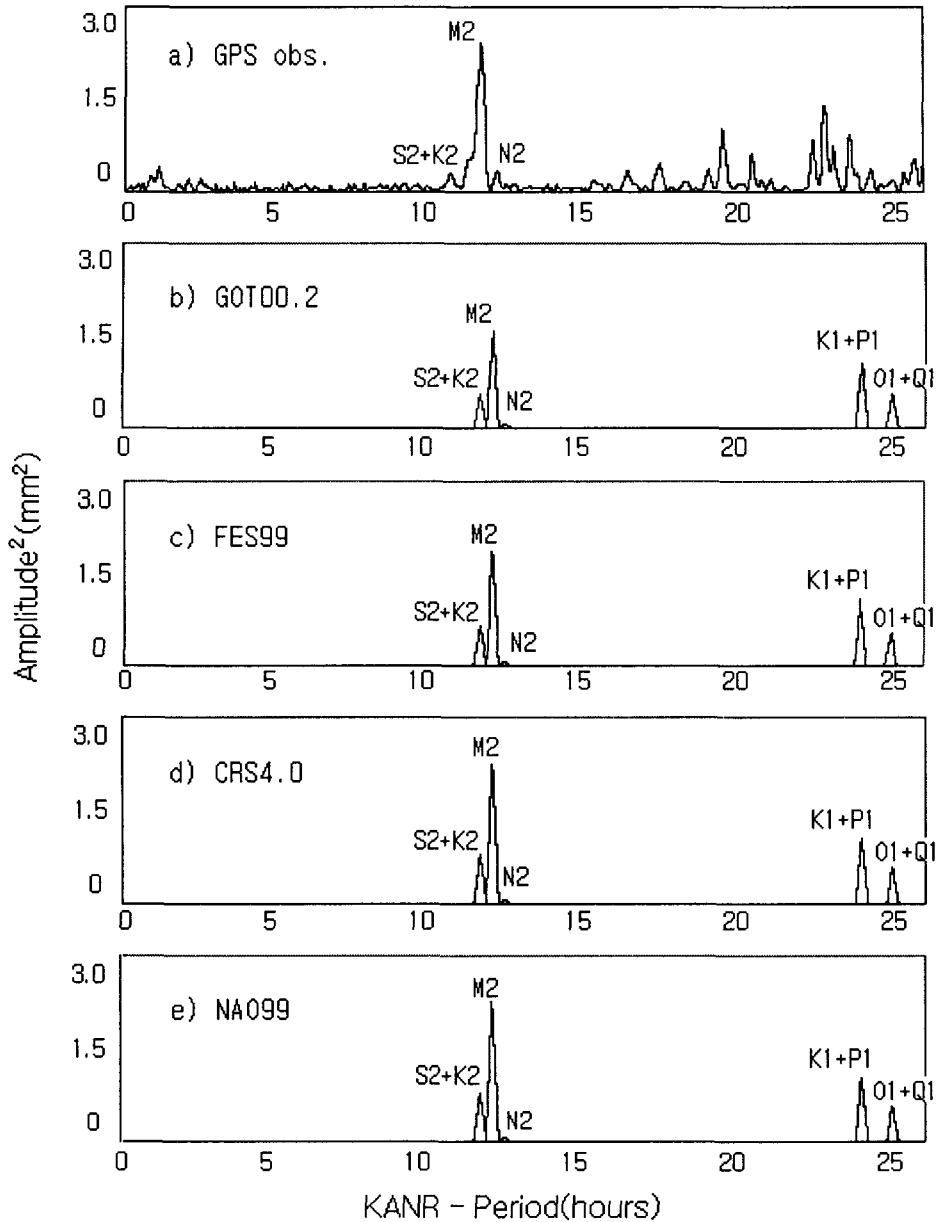 3.0
M2
a) GPS obs.
1.5
S2+K2
N2
0
0 5 10 15 20 25
3.0
b) GOT00.2
M2
1.5
K1+P1
S2+K2
O1+Q1
N2
0
0 5 10 15 20 25
3.0
c) FES99
M2
1.5
K1+P1
S2+K2
O1+Q1
N2
0
0 5 10 15 20 25
3.0
M2
d) CRS4.0
1.5
K1+P1
S2+K2
O1+Q1
N2
0
0 5 10 15 20 25
3.0
M2
e) NAO99
1.5
K1+P1
S2+K2
O1+Q1
N2
0
0 5 10 15 20 25
Amplitude²(mm²)
KANR - Period(hours)